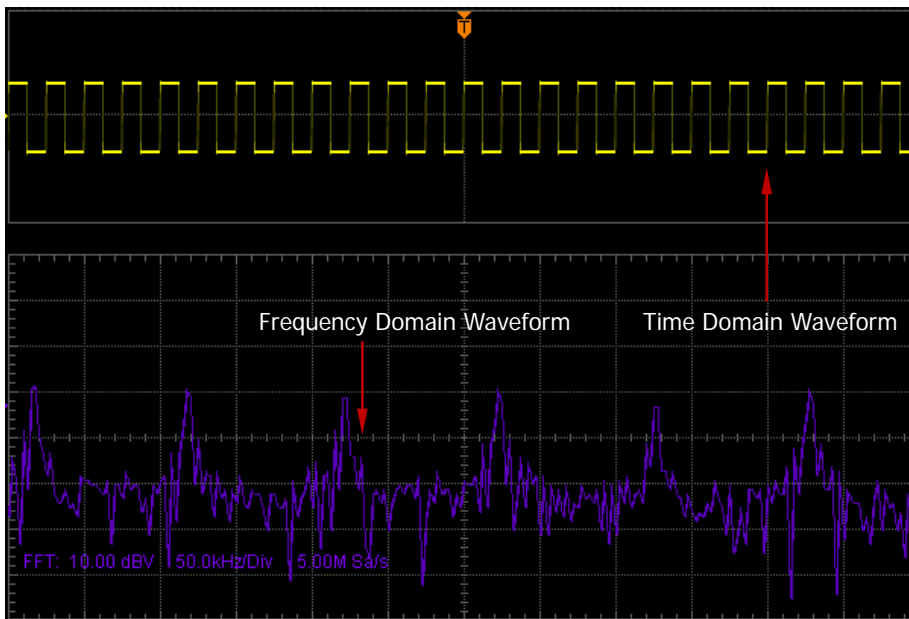 T
Frequency Domain Waveform
Time Domain Waveform
FFT: 10.00 dBV 50.0kHz/Div 5.00M Sa/s